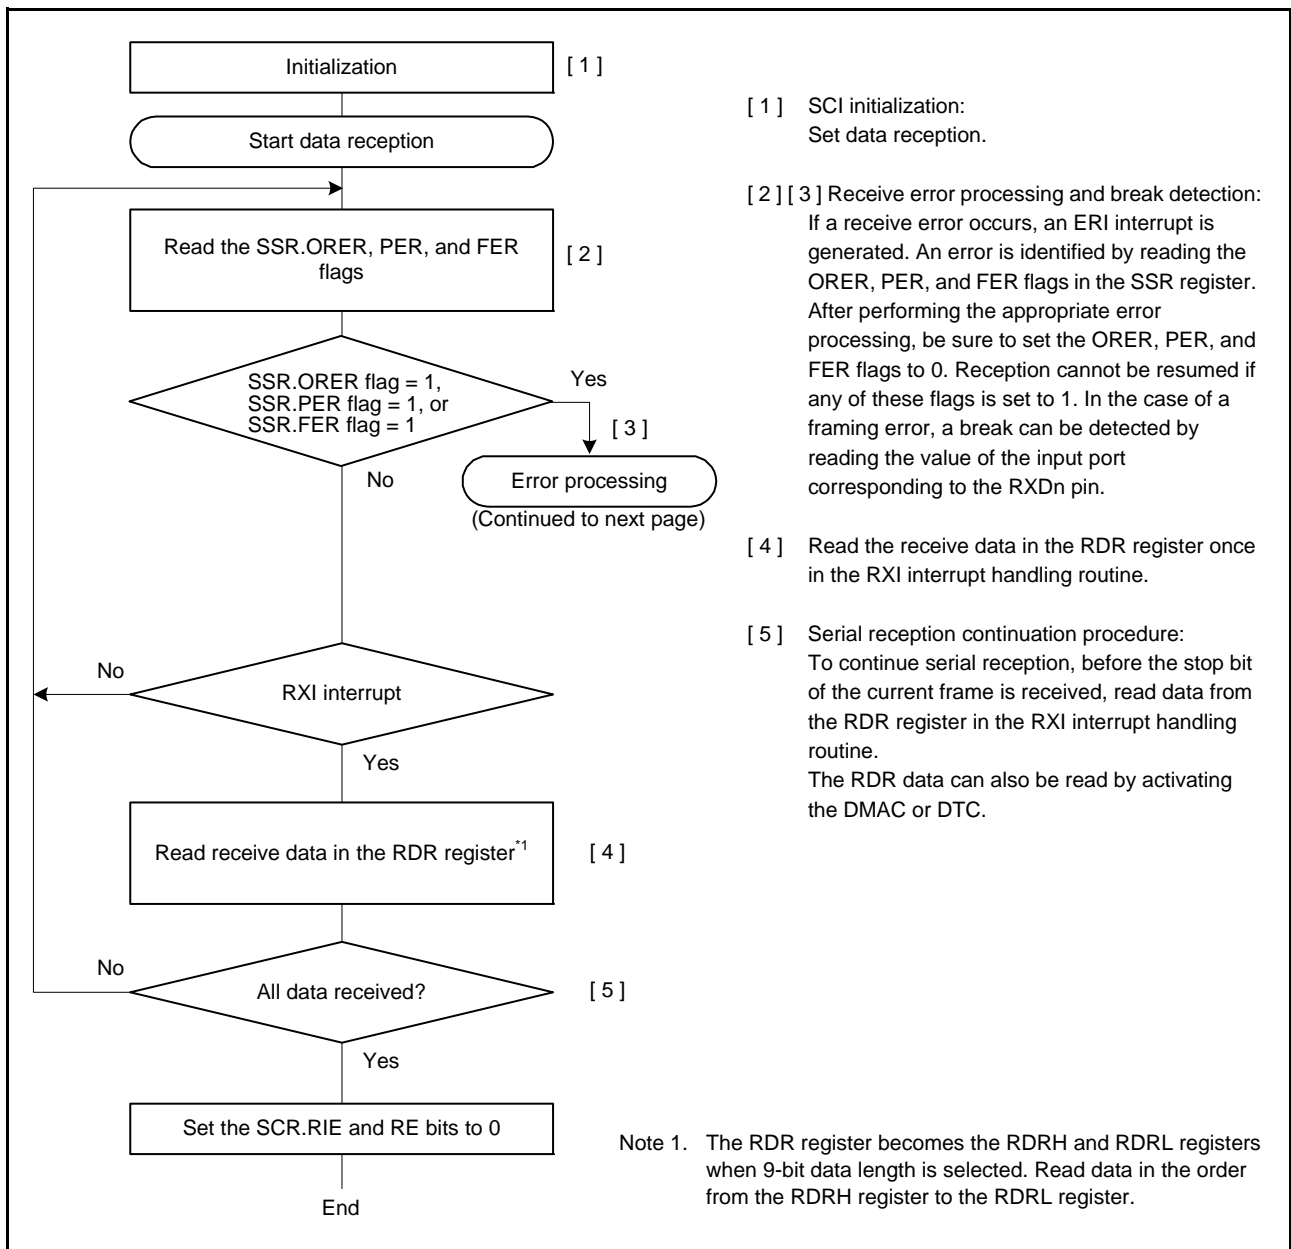 Initialization
[ 1 ]
Start data reception
Read the SSR.ORER, PER, and FER
flags
[ 2 ]
SSR.ORER flag = 1,
SSR.PER flag = 1, or
SSR.FER flag = 1
Yes
[ 3 ]
No
Error processing
(Continued to next page)
No
RXI interrupt
Yes
Read receive data in the RDR register*1
[ 4 ]
No
All data received?
[ 5 ]
Yes
Set the SCR.RIE and RE bits to 0
End
[ 1 ] SCI initialization:
Set data reception.
[ 2 ] [ 3 ] Receive error processing and break detection:
If a receive error occurs, an ERI interrupt is
generated. An error is identified by reading the
ORER, PER, and FER flags in the SSR register.
After performing the appropriate error
processing, be sure to set the ORER, PER, and
FER flags to 0. Reception cannot be resumed if
any of these flags is set to 1. In the case of a
framing error, a break can be detected by
reading the value of the input port
corresponding to the RXDn pin.
[ 4 ] Read the receive data in the RDR register once
in the RXI interrupt handling routine.
[ 5 ] Serial reception continuation procedure:
To continue serial reception, before the stop bit
of the current frame is received, read data from
the RDR register in the RXI interrupt handling
routine.
The RDR data can also be read by activating
the DMAC or DTC.
Note 1. The RDR register becomes the RDRH and RDRL registers
when 9-bit data length is selected. Read data in the order
from the RDRH register to the RDRL register.